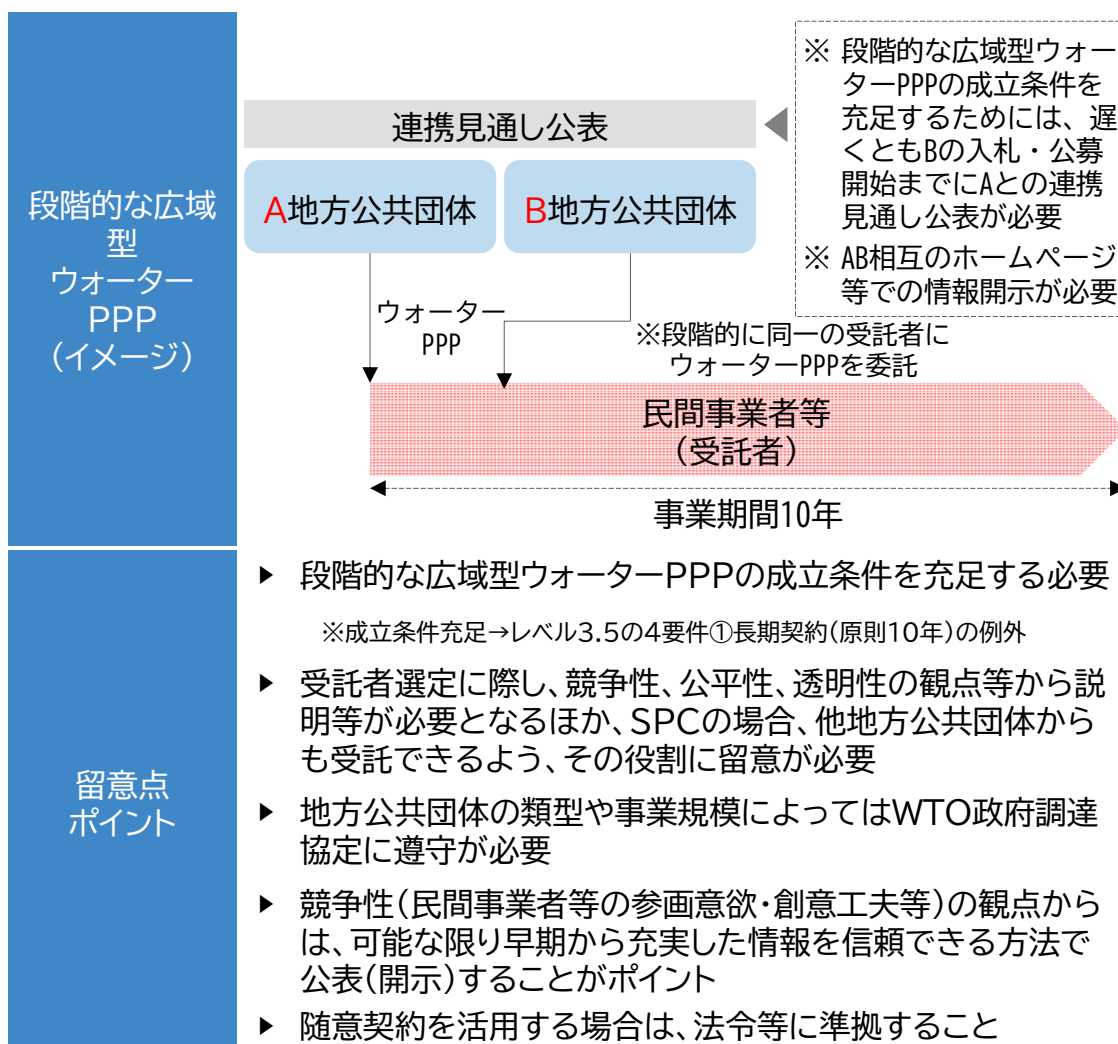 段階的な広域
型
ウォーター
PPP
（イメージ）
連携見通し公表
A地方公共団体
B地方公共団体
※ 段階的な広域型ウォー
ターPPPの成立条件を
充足するためには、遅
くともBの入札・公募
開始までにAとの連携
見通し公表が必要
※ AB相互のホームページ
等での情報開示が必要
ウォーター
PPP
※段階的に同一の受託者に
ウォーターPPPを委託
民間事業者等
（受託者）
事業期間10年
留意点
ポイント
▶ 段階的な広域型ウォーターPPPの成立条件を充足する必要
※成立条件充足→レベル3.5の4要件①長期契約(原則10年)の例外
▶ 受託者選定に際し、競争性、公平性、透明性の観点等から説
明等が必要となるほか、SPCの場合、他地方公共団体から
も受託できるよう、その役割に留意が必要
▶ 地方公共団体の類型や事業規模によってはWTO政府調達
協定に遵守が必要
▶ 競争性(民間事業者等の参画意欲・創意工夫等)の観点から
は、可能な限り早期から充実した情報を信頼できる方法で
公表(開示)することがポイント
▶ 随意契約を活用する場合は、法令等に準拠すること